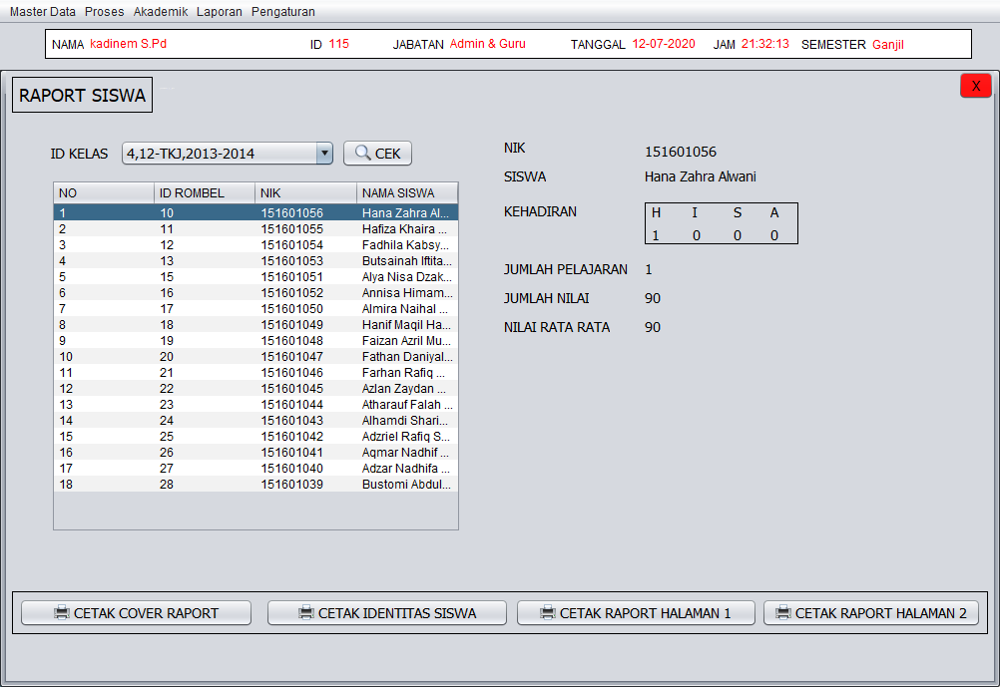 Master Data Proses Akademik Laporan Pengaturan
NAMA kadinem S.Pd ID 115 JABATAN Admin & Guru TANGGAL 12-07-2020 JAM 21:32:13 SEMESTER Ganjil
RAPORT SISWA X
ID KELAS 4,12-TKJ,2013-2014 CEK
NO ID ROMBEL NIK NAMA SISWA
1 10 151601056 Hana Zahra Al...
2 11 151601055 Hafiza Khaira ...
3 12 151601054 Fadhila Kabsy...
4 13 151601053 Butsainah Iftita...
5 15 151601051 Alya Nisa Dzak...
6 16 151601052 Annisa Himam...
7 17 151601050 Almira Naihal ...
8 18 151601049 Hanif Maqil Ha...
9 19 151601048 Faizan Azril Mu...
10 20 151601047 Fathan Daniyal...
11 21 151601046 Farhan Rafiq ...
12 22 151601045 Azlan Zaydan ...
13 23 151601044 Atharauf Falah ...
14 24 151601043 Alhamdi Shari...
15 25 151601042 Adzriel Rafiq S...
16 26 151601041 Aqmar Nadhif ...
17 27 151601040 Adzar Nadhifa ...
18 28 151601039 Bustomi Abdul...
NIK 151601056
SISWA Hana Zahra Alwani
KEHADIRAN H I S A
1 0 0 0
JUMLAH PELAJARAN 1
JUMLAH NILAI 90
NILAI RATA RATA 90
CETAK COVER RAPORT CETAK IDENTITAS SISWA CETAK RAPORT HALAMAN 1 CETAK RAPORT HALAMAN 2